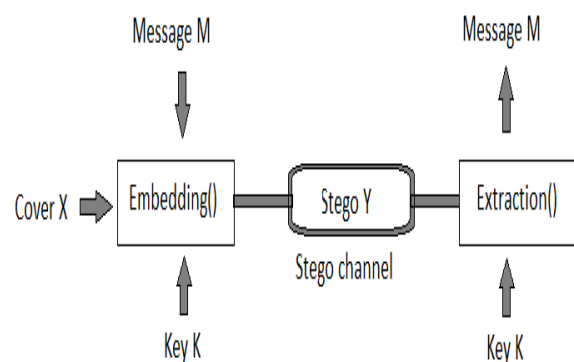 Message M
Message M
Cover X
Embedding()
Stego Y
Extraction()
Stego channel
Key K
Key K